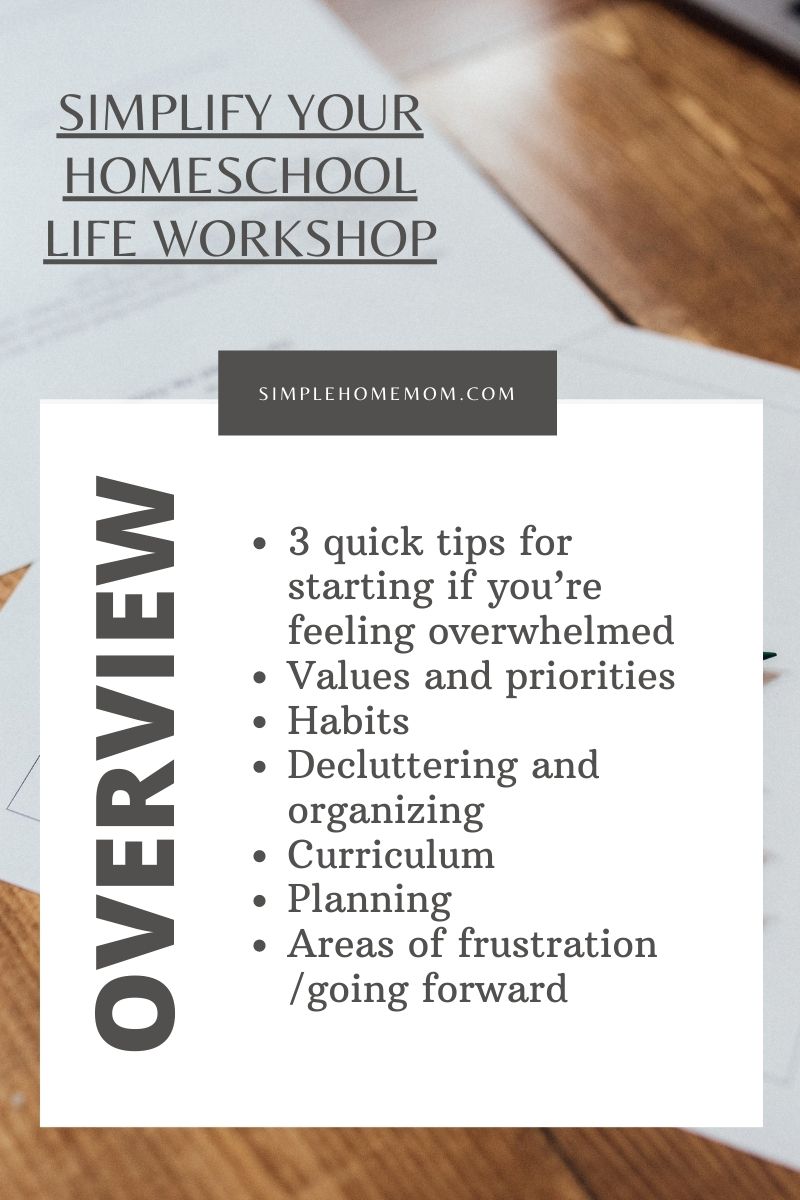 SIMPLIFY YOUR
HOMESCHOOL
LIFE WORKSHOP
SIMPLEHOMEMOM.COM
OVERVIEW
• 3 quick tips for
starting if you’re
feeling overwhelmed
• Values and priorities
• Habits
• Decluttering and
organizing
• Curriculum
• Planning
• Areas of frustration
/going forward